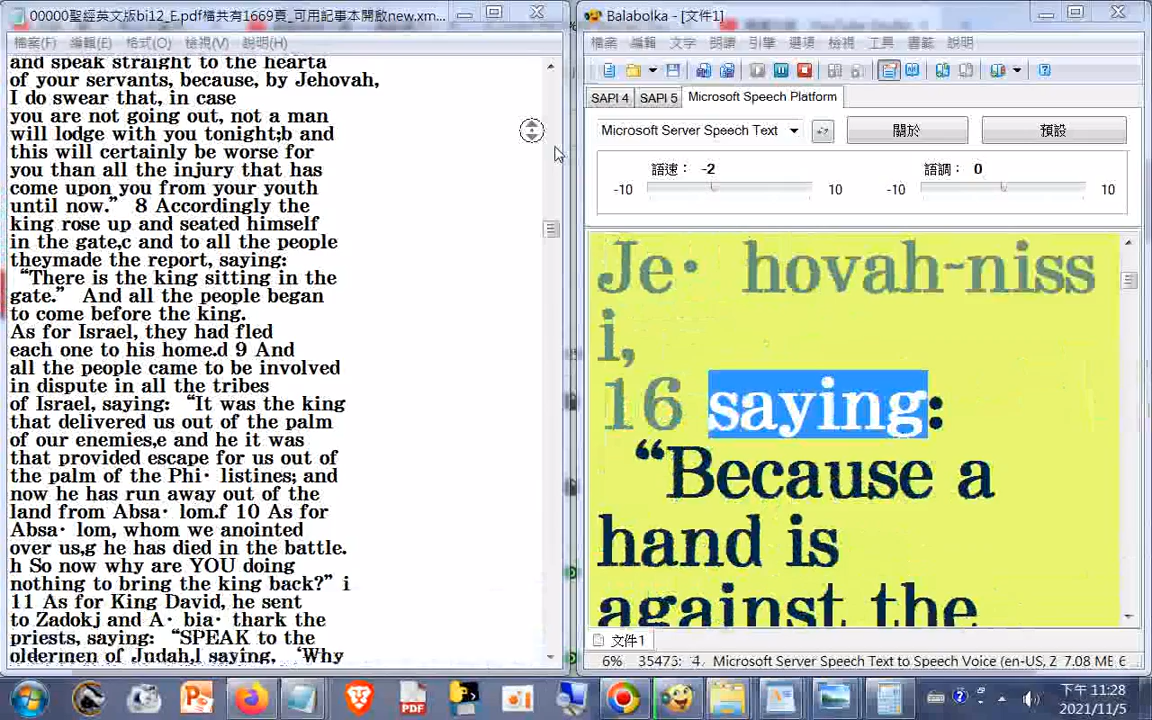 00000聖經英文版bi12_E.pdf檔共有1669頁_可用記事本開啟new.xm...
檔案(F) 編輯(E) 格式(O) 檢視(V) 說明(H)
and speak straight to the hearta
of your servants, because, by Jehovah,
I do swear that, in case
you are not going out, not a man
will lodge with you tonight;b and
this will certainly be worse for
you than all the injury that has
come upon you from your youth
until now.” 8 Accordingly the
king rose up and seated himself
in the gate,c and to all the people
theymade the report, saying:
“There is the king sitting in the
gate.” And all the people began
to come before the king.
As for Israel, they had fled
each one to his home.d 9 And
all the people came to be involved
in dispute in all the tribes
of Israel, saying: “It was the king
that delivered us out of the palm
of our enemies,e and he it was
that provided escape for us out of
the palm of the Phi· listines; and
now he has run away out of the
land from Absa· lom.f 10 As for
Absa· lom, whom we anointed
over us,g he has died in the battle.
h So now why are YOU doing
nothing to bring the king back?” i
11 As for King David, he sent
to Zadokj and A· bia· thark the
priests, saying: “SPEAK to the
oldermen of Judah,l saying, ‘Why
Balabolka - [文件1]
檔案 編輯 文字 朗讀 引擎 選項 檢視 工具 書籤 說明
SAPI 4 SAPI 5 Microsoft Speech Platform
Microsoft Server Speech Text 關於 預設
語速： -2 語調： 0
-10 10 -10 10
Je· hovah-niss
i,
16 saying:
“Because a
hand is
against the
文件1
6% 35473: 4. Microsoft Server Speech Text to Speech Voice (en-US, Z 7.08 MB 6
下午 11:28
2021/11/5